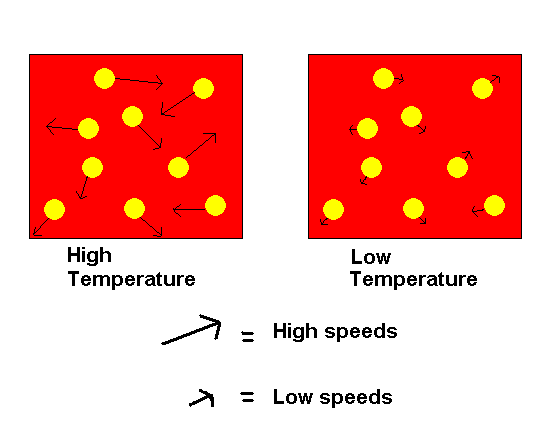 High
Temperature
Low
Temperature
= High speeds
= Low speeds